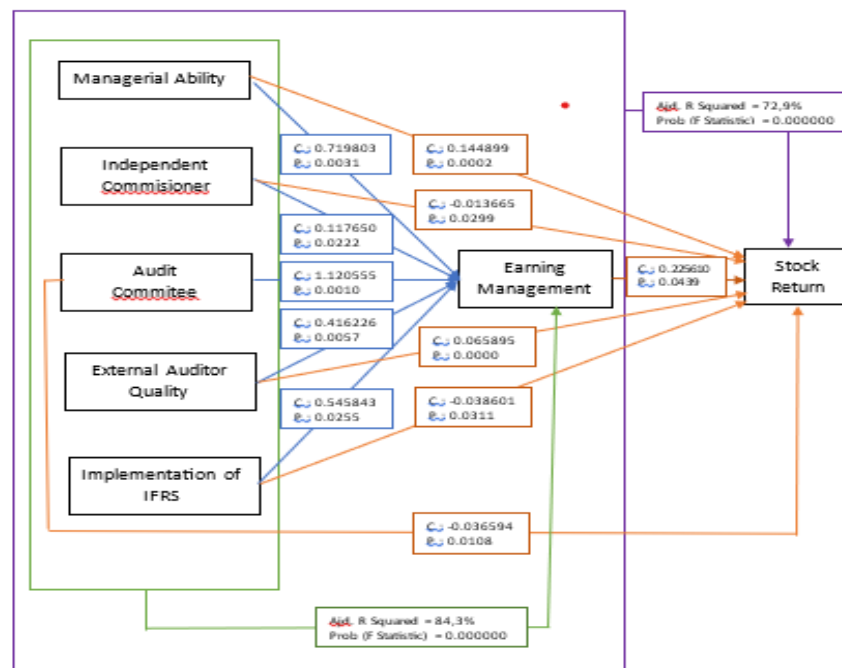 Managerial Ability
Independent
Commisioner
Audit
Commitee
External Auditor
Quality
Implementation of
IFRS
C : 0.719803
P : 0.0031
C : 0.117650
P : 0.0222
C : 1.120555
P : 0.0010
C : 0.416226
P : 0.0057
C : 0.545843
P : 0.0255
C : 0.144899
P : 0.0002
C : -0.013665
P : 0.0299
Earning
Management
C : 0.225610
P : 0.0439
C : 0.065895
P : 0.0000
C : -0.038601
P : 0.0311
C : -0.036594
P : 0.0108
Ajd. R Squared = 72,9%
Prob (F Statistic) = 0.000000
Stock
Return
Ajd. R Squared = 84,3%
Prob (F Statistic) = 0.000000